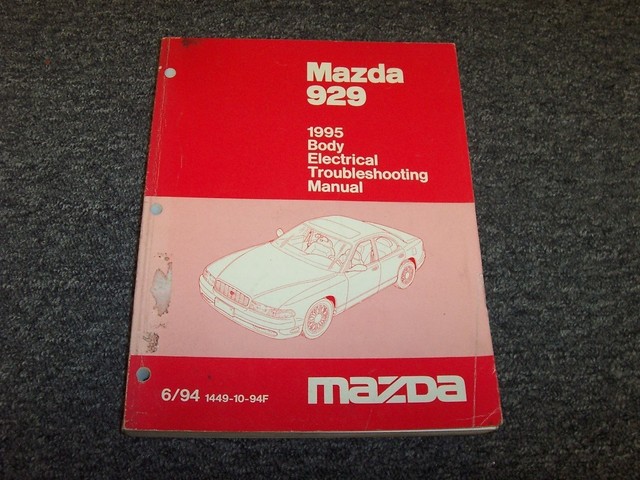 Mazda
929
1995
Body
Electrical
Troubleshooting
Manual
6/94 1449-10-94F
mazda